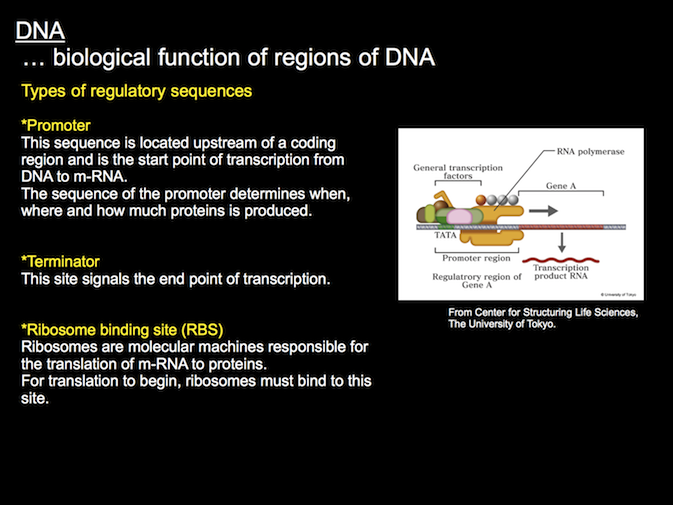 DNA
… biological function of regions of DNA
Types of regulatory sequences
*Promoter
This sequence is located upstream of a coding
region and is the start point of transcription from
DNA to m-RNA.
The sequence of the promoter determines when,
where and how much proteins is produced.
*Terminator
This site signals the end point of transcription.
*Ribosome binding site (RBS)
Ribosomes are molecular machines responsible for
the translation of m-RNA to proteins.
For translation to begin, ribosomes must bind to this
site.
RNA polymerase
General transcription
factors
Gene A
TATA
Promoter region
Regulatrory region of
Gene A
Transcription
product RNA
© University of Tokyo
From Center for Structuring Life Sciences,
The University of Tokyo.